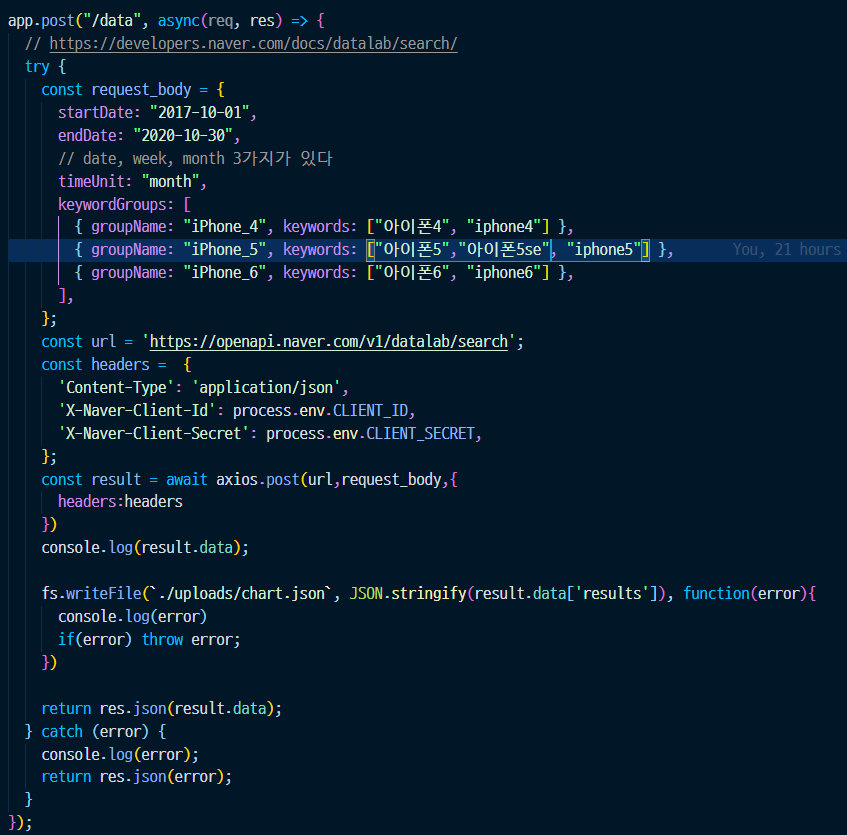 app.post("/data", async(req, res) => {
// https://developers.naver.com/docs/datalab/search/
try {
const request_body = {
startDate: "2017-10-01",
endDate: "2020-10-30",
// date, week, month 3가지가 있다
timeUnit: "month",
keywordGroups: [
{ groupName: "iPhone_4", keywords: ["아이폰4", "iphone4"] },
{ groupName: "iPhone_5", keywords: ["아이폰5","아이폰5se", "iphone5"] }, You, 21 hours
{ groupName: "iPhone_6", keywords: ["아이폰6", "iphone6"] },
],
};
const url = 'https://openapi.naver.com/v1/datalab/search';
const headers =  {
'Content-Type': 'application/json',
'X-Naver-Client-Id': process.env.CLIENT_ID,
'X-Naver-Client-Secret': process.env.CLIENT_SECRET,
};
const result = await axios.post(url,request_body,{
headers:headers
})
console.log(result.data);
fs.writeFile(`./uploads/chart.json`, JSON.stringify(result.data['results']), function(error){
console.log(error)
if(error) throw error;
})
return res.json(result.data);
} catch (error) {
console.log(error);
return res.json(error);
}
});